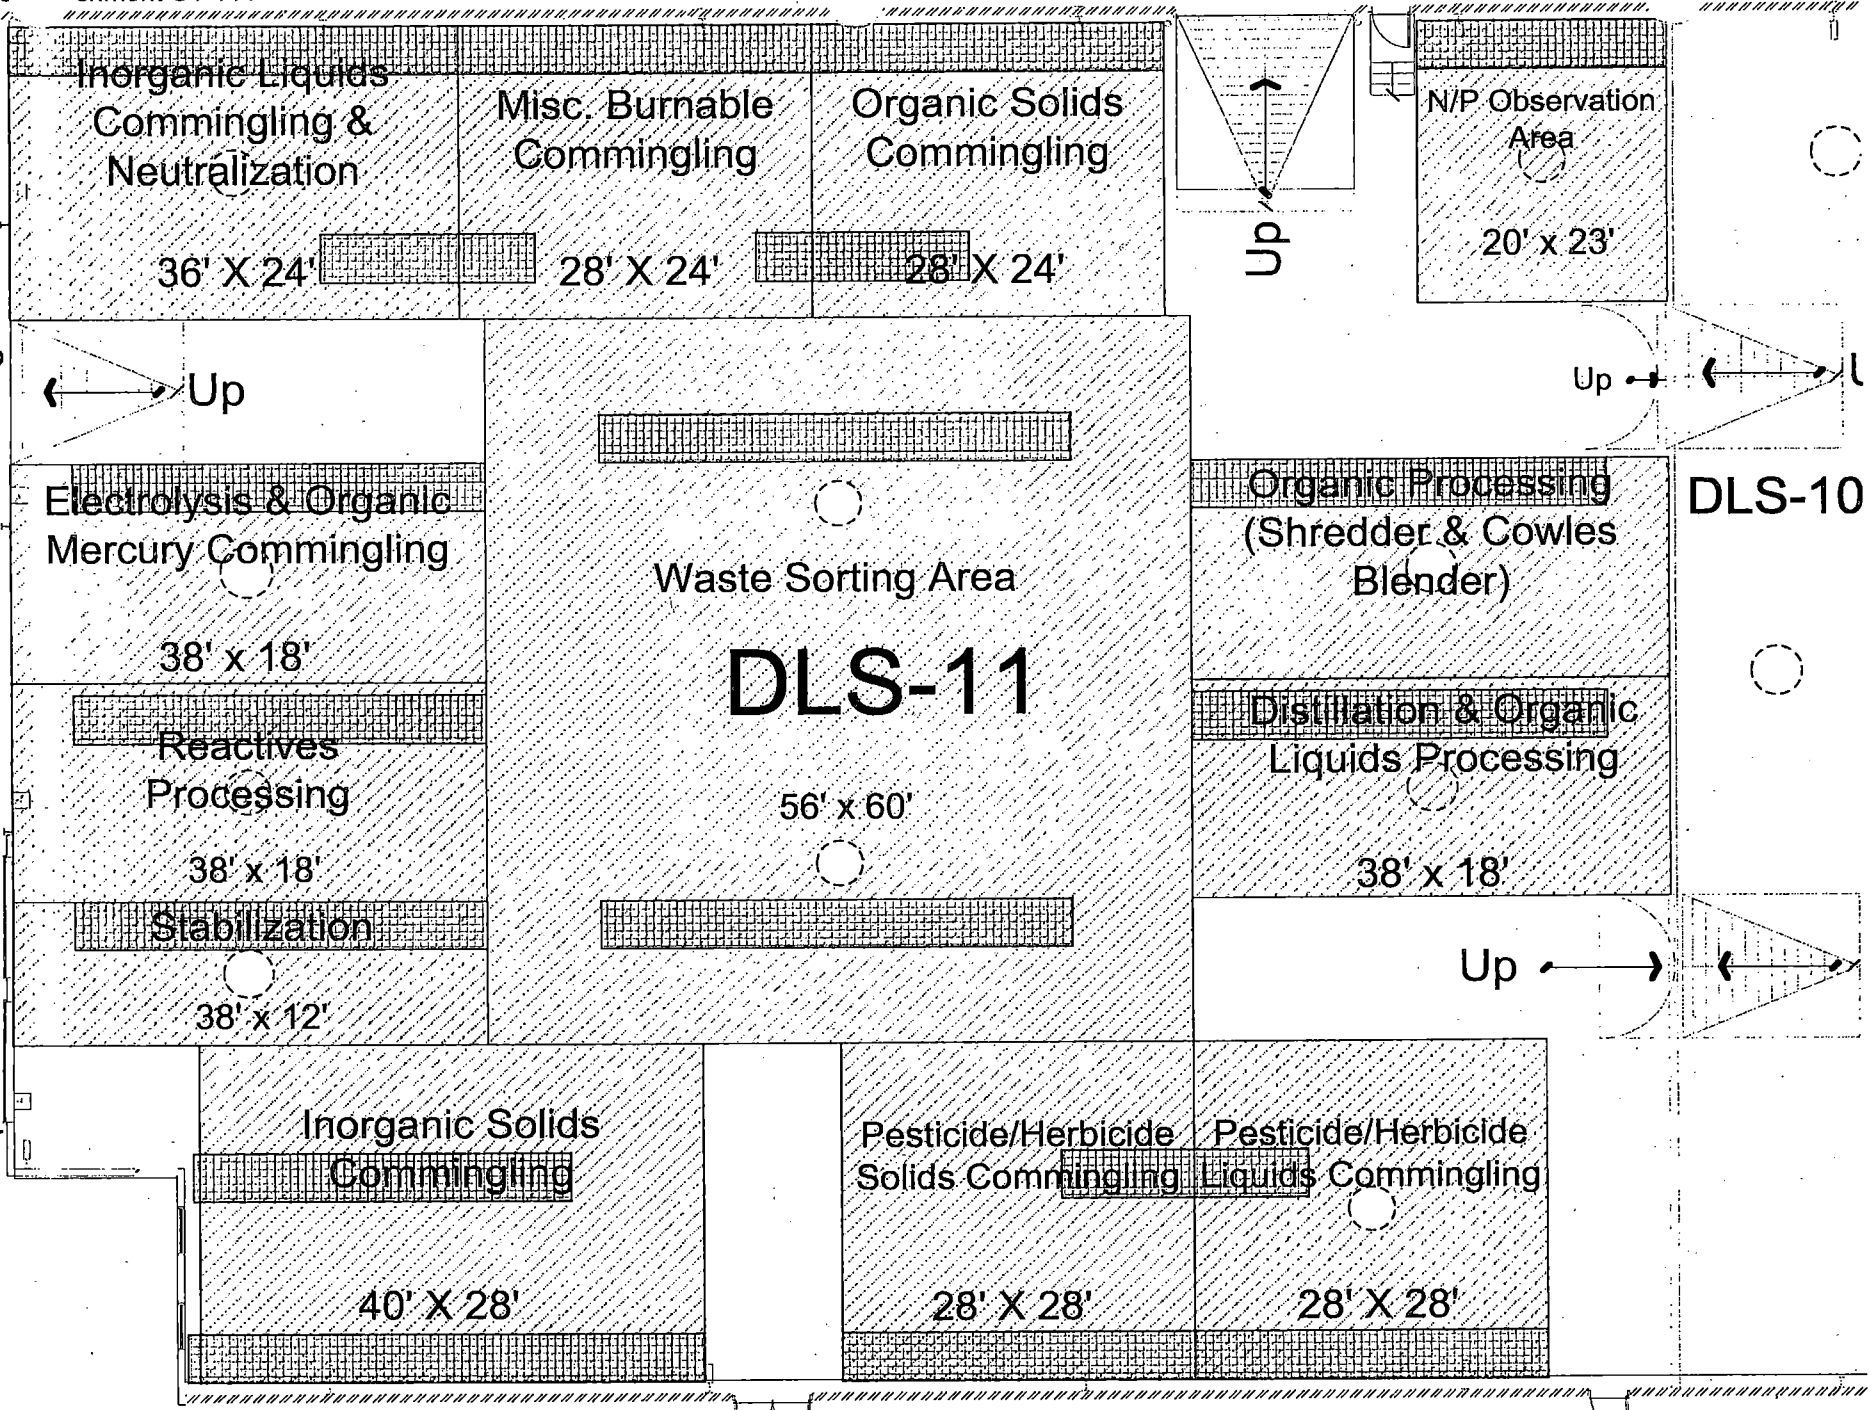 Inorganic Liquids
Commingling &
Neutralization
36' X 24'
Misc. Burnable
Commingling
28' X 24'
Organic Solids
Commingling
28' X 24'
Up
N/P Observation
Area
20' x 23'
Up
Up
DLS-10
Electrolysis & Organic
Mercury Commingling
38' x 18'
Waste Sorting Area
DLS-11
56' x 60'
Organic Processing
(Shredder & Cowles
Blender)
Reactives
Processing
38' x 18'
Distillation & Organic
Liquids Processing
38' x 18'
Stabilization
38' x 12'
Up
Inorganic Solids
Commingling
40' X 28'
Pesticide/Herbicide
Solids Commingling
28' X 28'
Pesticide/Herbicide
Liquids Commingling
28' X 28'